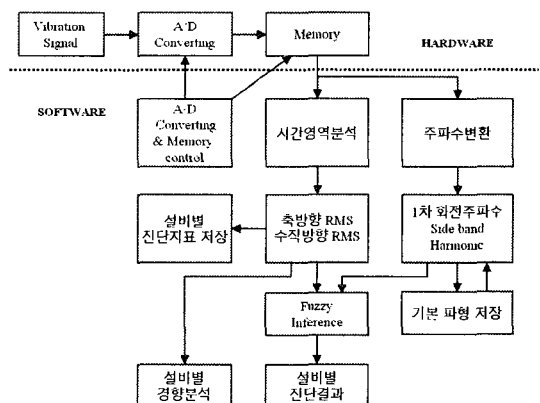 Vibration
Signal
A/D
Converting
Memory
HARDWARE
SOFTWARE
A/D
Converting
& Memory
control
시간영역분석
주파수변환
설비별
진단지표 저장
축방향 RMS
수직방향 RMS
1차 회전주파수
Side band
Harmonic
Fuzzy
Inference
기본 파형 저장
설비별
경향분석
설비별
진단결과